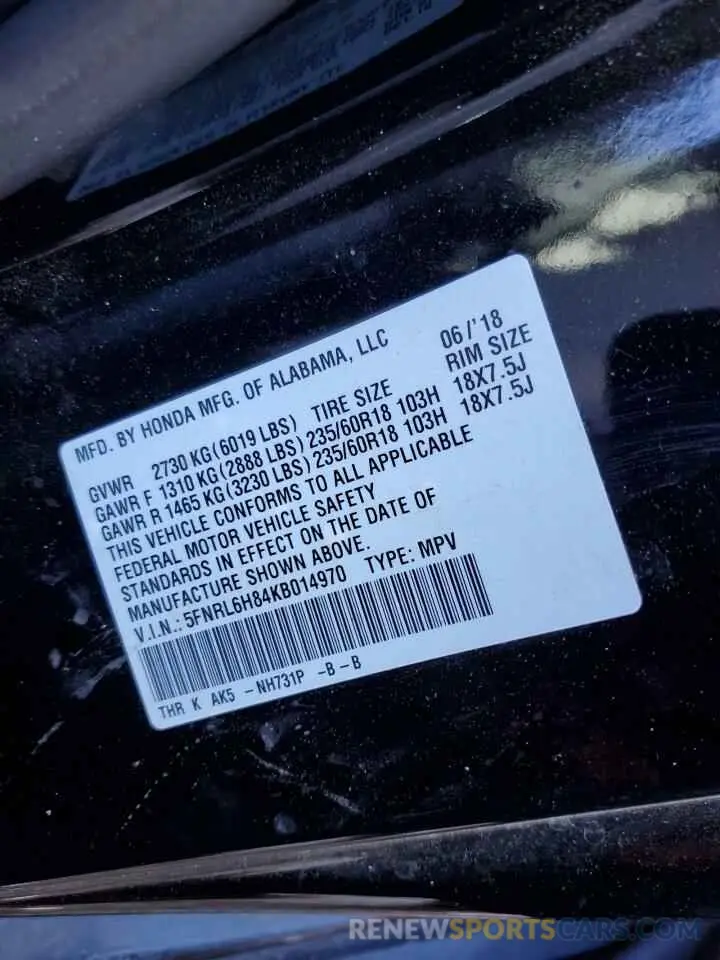 MFD. BY HONDA MFG. OF ALABAMA, LLC 06/'18
GVWR 2730 KG(6019 LBS) TIRE SIZE RIM SIZE
GAWR F 1310 KG(2888 LBS)235/60R18 103H 18X7.5J
GAWR R 1465 KG(3230 LBS)235/60R18 103H 18X7.5J
THIS VEHICLE CONFORMS TO ALL APPLICABLE
FEDERAL MOTOR VEHICLE SAFETY
STANDARDS IN EFFECT ON THE DATE OF
MANUFACTURE SHOWN ABOVE.
V.I.N.: 5FNRL6H84KB014970 TYPE: MPV
THR K AK5 -NH731P -B-B
RENEWSPORTSCARS.COM